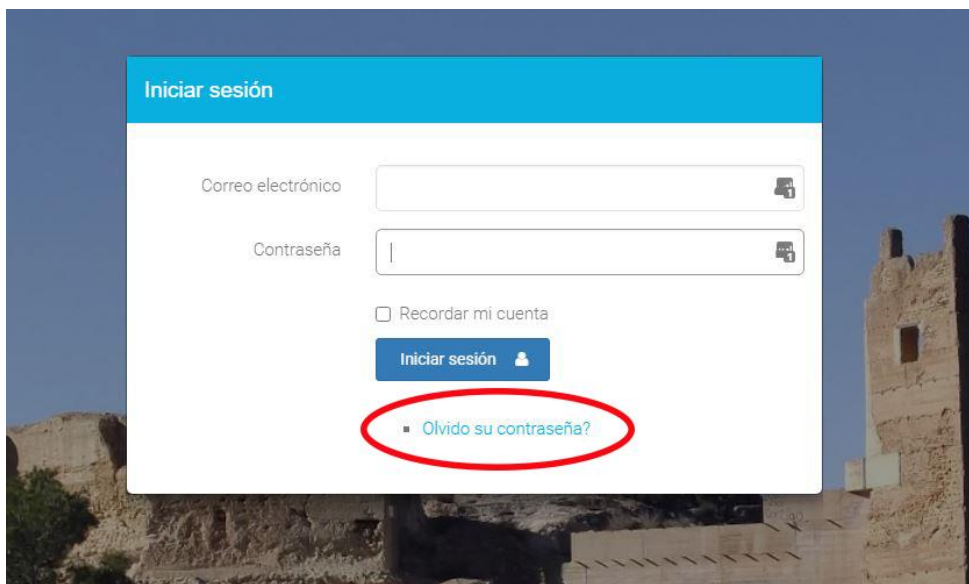 Iniciar sesión
Correo electrónico
Contraseña
Recordar mi cuenta
Iniciar sesión
Olvido su contraseña?